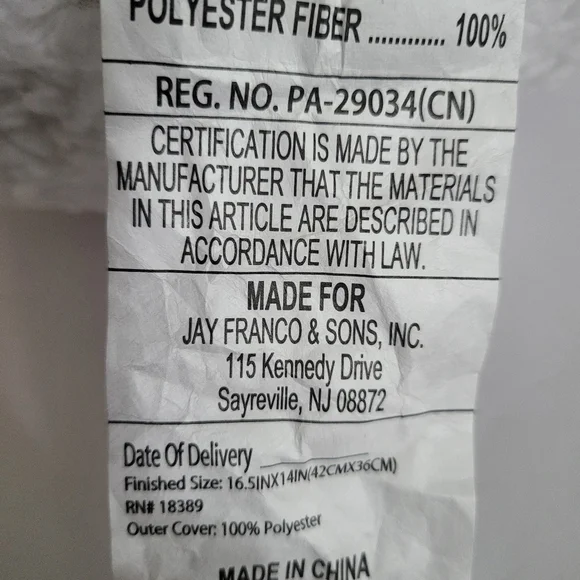 POLYESTER FIBER ............ 100%
REG. NO. PA-29034(CN)
CERTIFICATION IS MADE BY THE
MANUFACTURER THAT THE MATERIALS
IN THIS ARTICLE ARE DESCRIBED IN
ACCORDANCE WITH LAW.
MADE FOR
JAY FRANCO & SONS, INC.
115 Kennedy Drive
Sayreville, NJ 08872
Date Of Delivery
Finished Size: 16.5INX14IN(42CMX36CM)
RN# 18389
Outer Cover: 100% Polyester
MADE IN CHINA